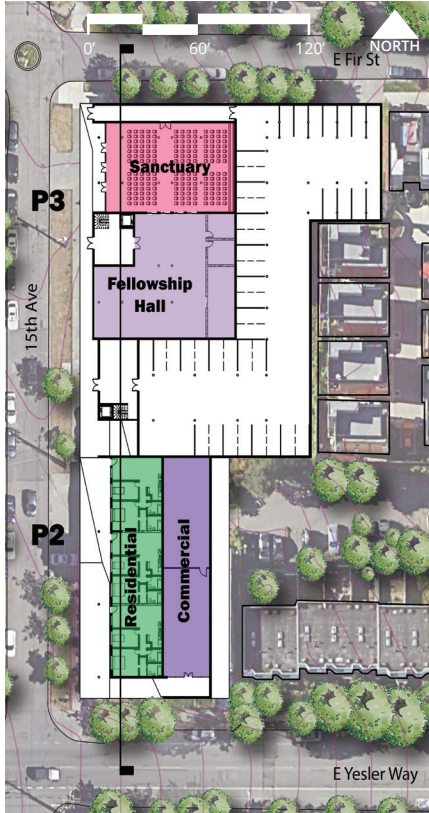 0'
60'
120'
NORTH
E Fir St
Sanctuary
P3
Fellowship
Hall
15th Ave
P2
Residential
Commercial
E Yesler Way